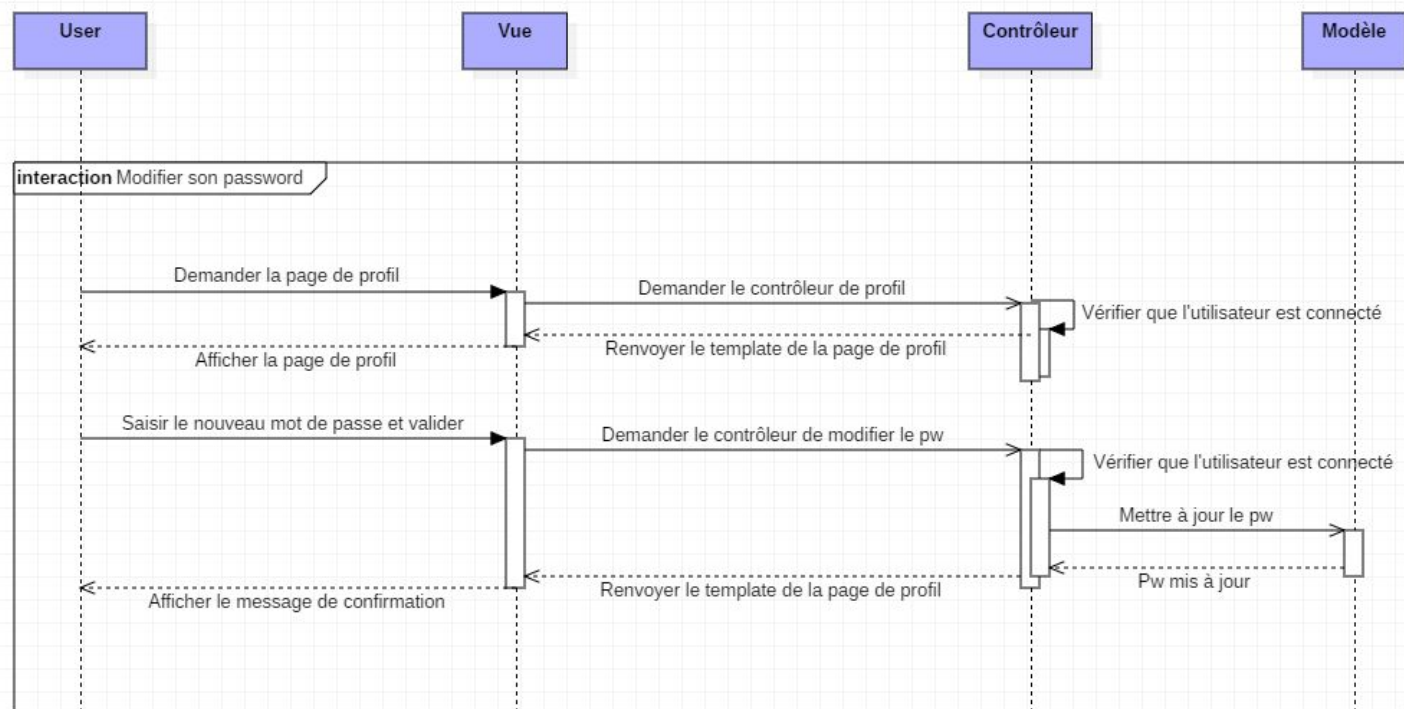 User
Vue
Contrôleur
Modèle
interaction Modifier son password
Demander la page de profil
Demander le contrôleur de profil
Vérifier que l'utilisateur est connecté
Renvoyer le template de la page de profil
Afficher la page de profil
Saisir le nouveau mot de passe et valider
Demander le contrôleur de modifier le pw
Vérifier que l'utilisateur est connecté
Mettre à jour le pw
Pw mis à jour
Renvoyer le template de la page de profil
Afficher le message de confirmation